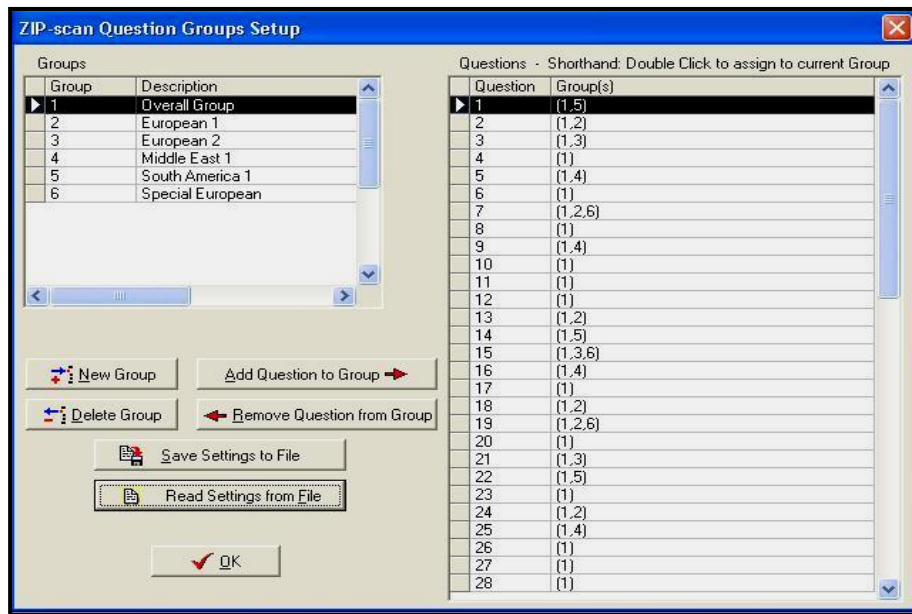 ZIP-scan Question Groups Setup
Groups
Group Description
1 Overall Group
2 European 1
3 European 2
4 Middle East 1
5 South America 1
6 Special European
New Group
Add Question to Group
Delete Group
Remove Question from Group
Save Settings to File
Read Settings from File
OK
Questions - Shorthand: Double Click to assign to current Group
Question Group(s)
1 (1,5)
2 (1,2)
3 (1,3)
4 (1)
5 (1,4)
6 (1)
7 (1,2,6)
8 (1)
9 (1,4)
10 (1)
11 (1)
12 (1)
13 (1,2)
14 (1,5)
15 (1,3,6)
16 (1,4)
17 (1)
18 (1,2)
19 (1,2,6)
20 (1)
21 (1,3)
22 (1,5)
23 (1)
24 (1,2)
25 (1,4)
26 (1)
27 (1)
28 (1)